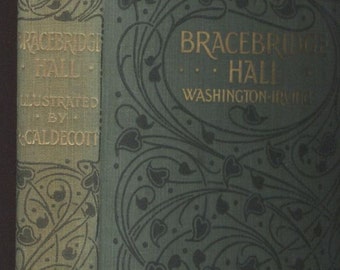 BRACEBRIDGE
HALL
ILLUSTRATED
BY
CALDECOTT
BRACEBRIDGE
HALL
WASHINGTON·IRVING